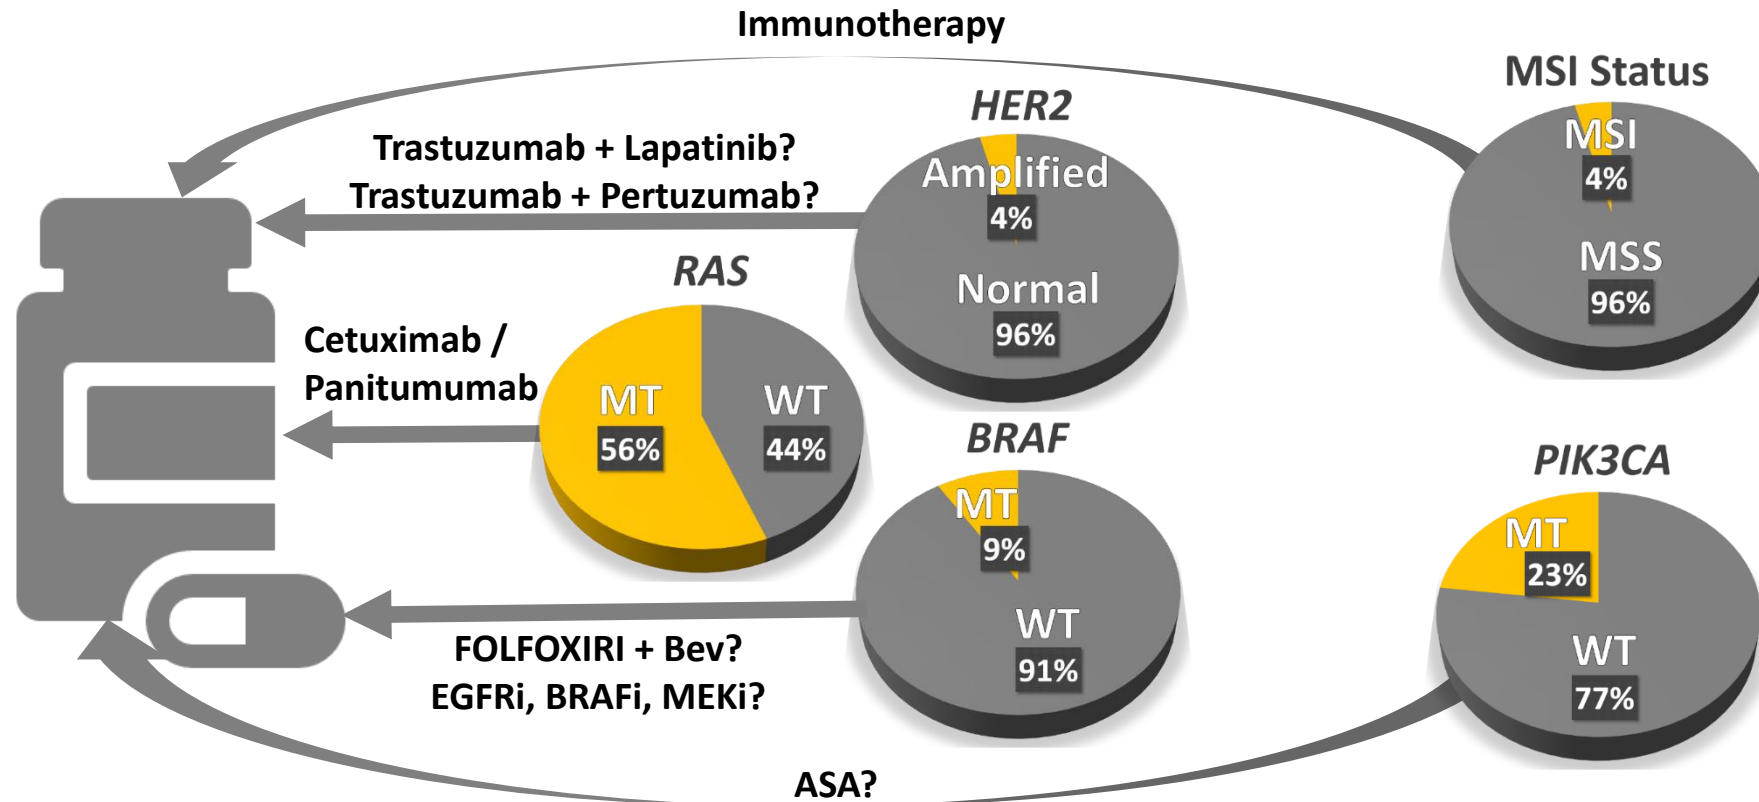 Immunotherapy
MSI Status
MSI
4%
MSS
96%
HER2
Amplified
4%
Normal
96%
Trastuzumab + Lapatinib?
Trastuzumab + Pertuzumab?
RAS
MT
56%
WT
44%
Cetuximab /
Panitumumab
BRAF
MT
9%
WT
91%
FOLFOXIRI + Bev?
EGFRi, BRAFi, MEKi?
PIK3CA
MT
23%
WT
77%
ASA?